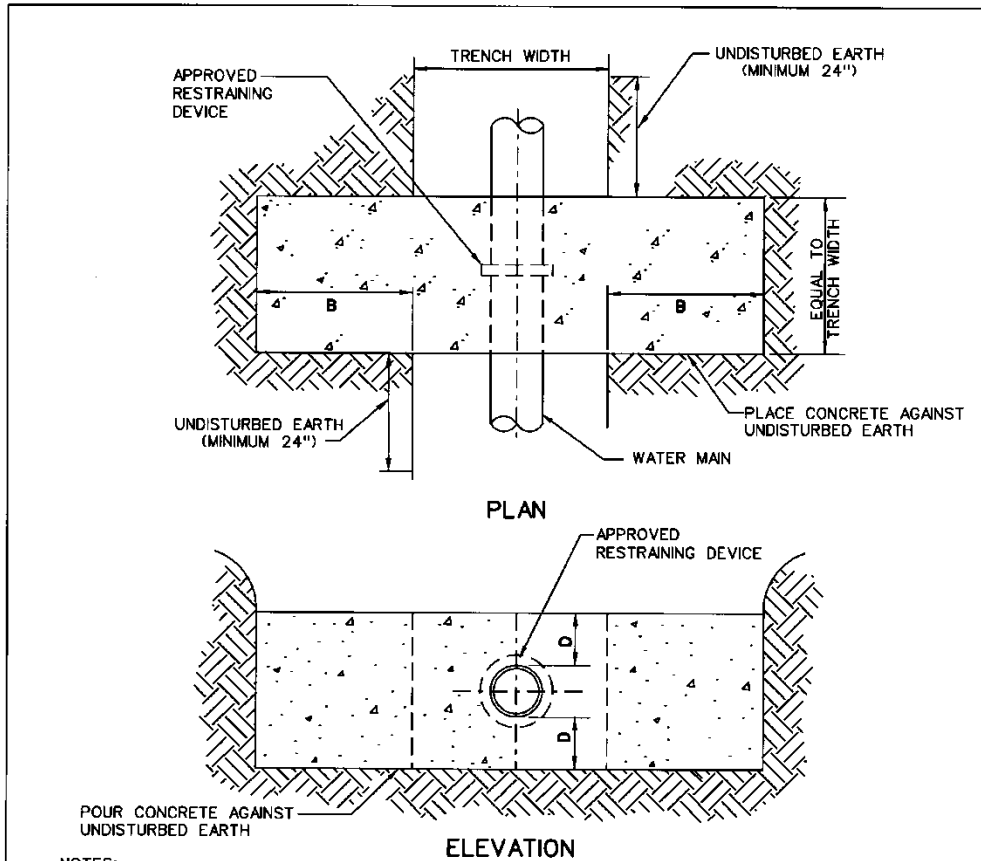 TRENCH WIDTH
UNDISTURBED EARTH
(MINIMUM 24")
APPROVED
RESTRAINING
DEVICE
B
B
EQUAL TO
TRENCH WIDTH
UNDISTURBED EARTH
(MINIMUM 24")
PLACE CONCRETE AGAINST
UNDISTURBED EARTH
WATER MAIN
PLAN
APPROVED
RESTRAINING DEVICE
D
D
POUR CONCRETE AGAINST
UNDISTURBED EARTH
ELEVATION
NOTES: